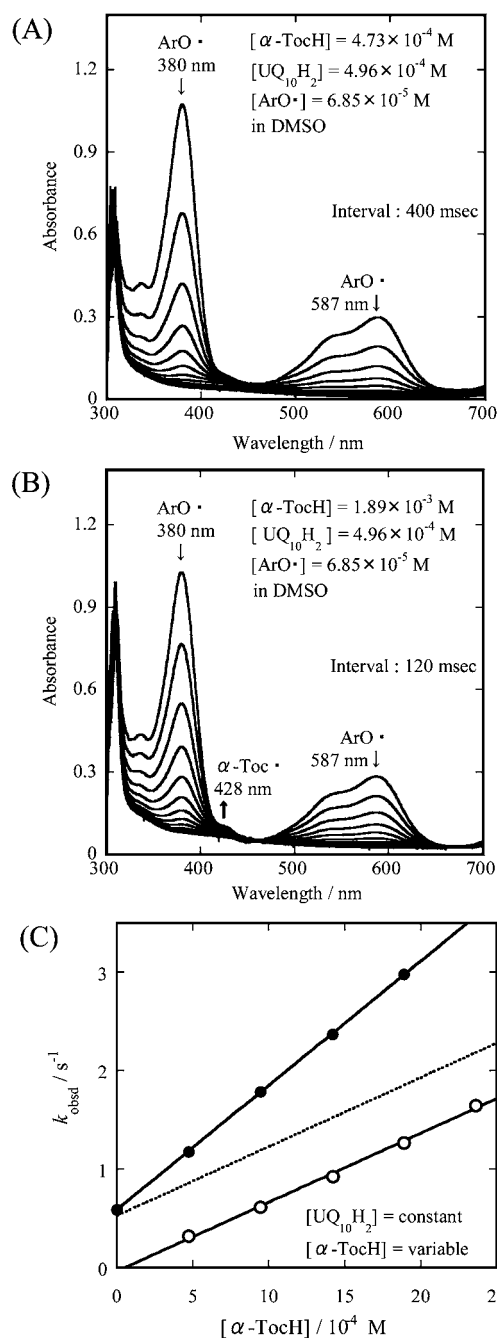 (A)
ArO・
380 nm
↓
[α-TocH] = 4.73×10⁻⁴ M
[UQ₁₀H₂] = 4.96×10⁻⁴ M
[ArO・] = 6.85×10⁻⁵ M
in DMSO
Interval : 400 msec
ArO・
587 nm ↓
Absorbance
1.2
0.9
0.6
0.3
0
300 400 500 600 700
Wavelength / nm
(B)
ArO・
380 nm
↓
[α-TocH] = 1.89×10⁻³ M
[UQ₁₀H₂] = 4.96×10⁻⁴ M
[ArO・] = 6.85×10⁻⁵ M
in DMSO
Interval : 120 msec
α-Toc・
428 nm
↑
ArO・
587 nm ↓
Absorbance
1.2
0.9
0.6
0.3
0
300 400 500 600 700
Wavelength / nm
(C)
k obsd / s⁻¹
3
2
1
0
[UQ₁₀H₂] = constant
[α-TocH] = variable
0 5 10 15 20 2
[α-TocH] / 10⁻⁴ M